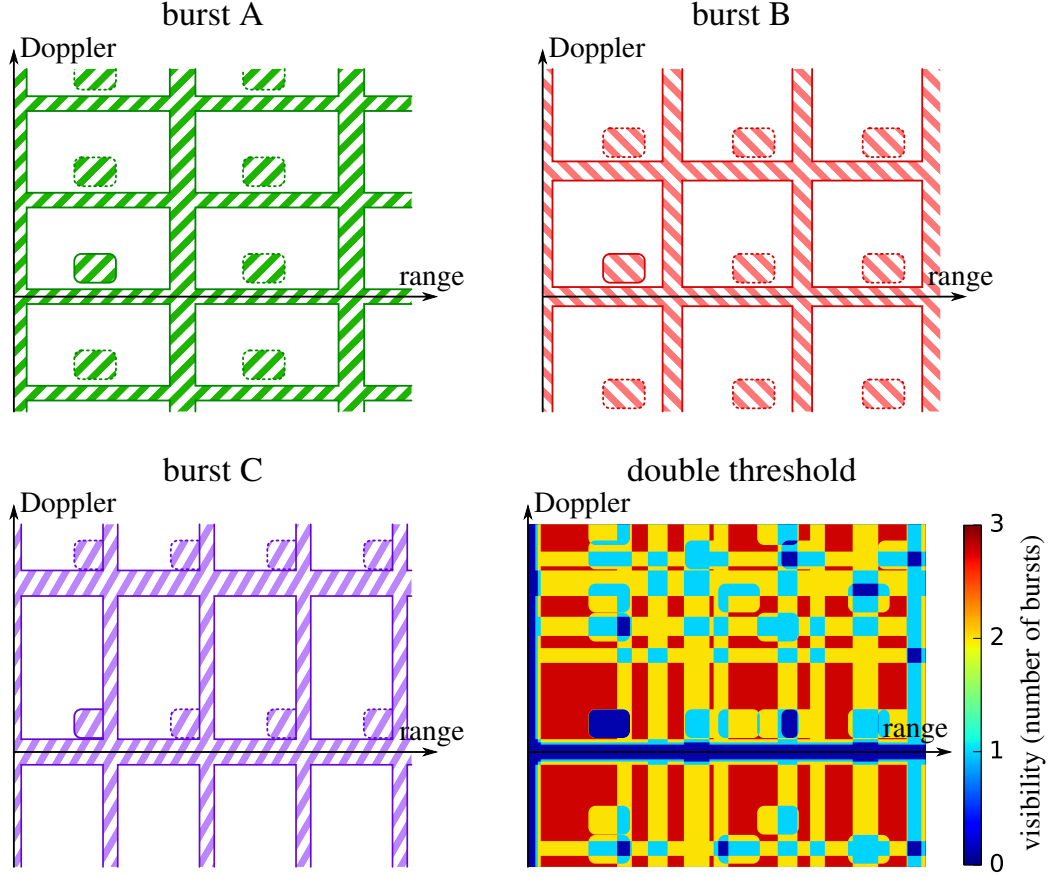 burst A
burst B
Doppler
Doppler
range
range
burst C
double threshold
Doppler
Doppler
range
range
3
2
1
0
visibility (number of bursts)